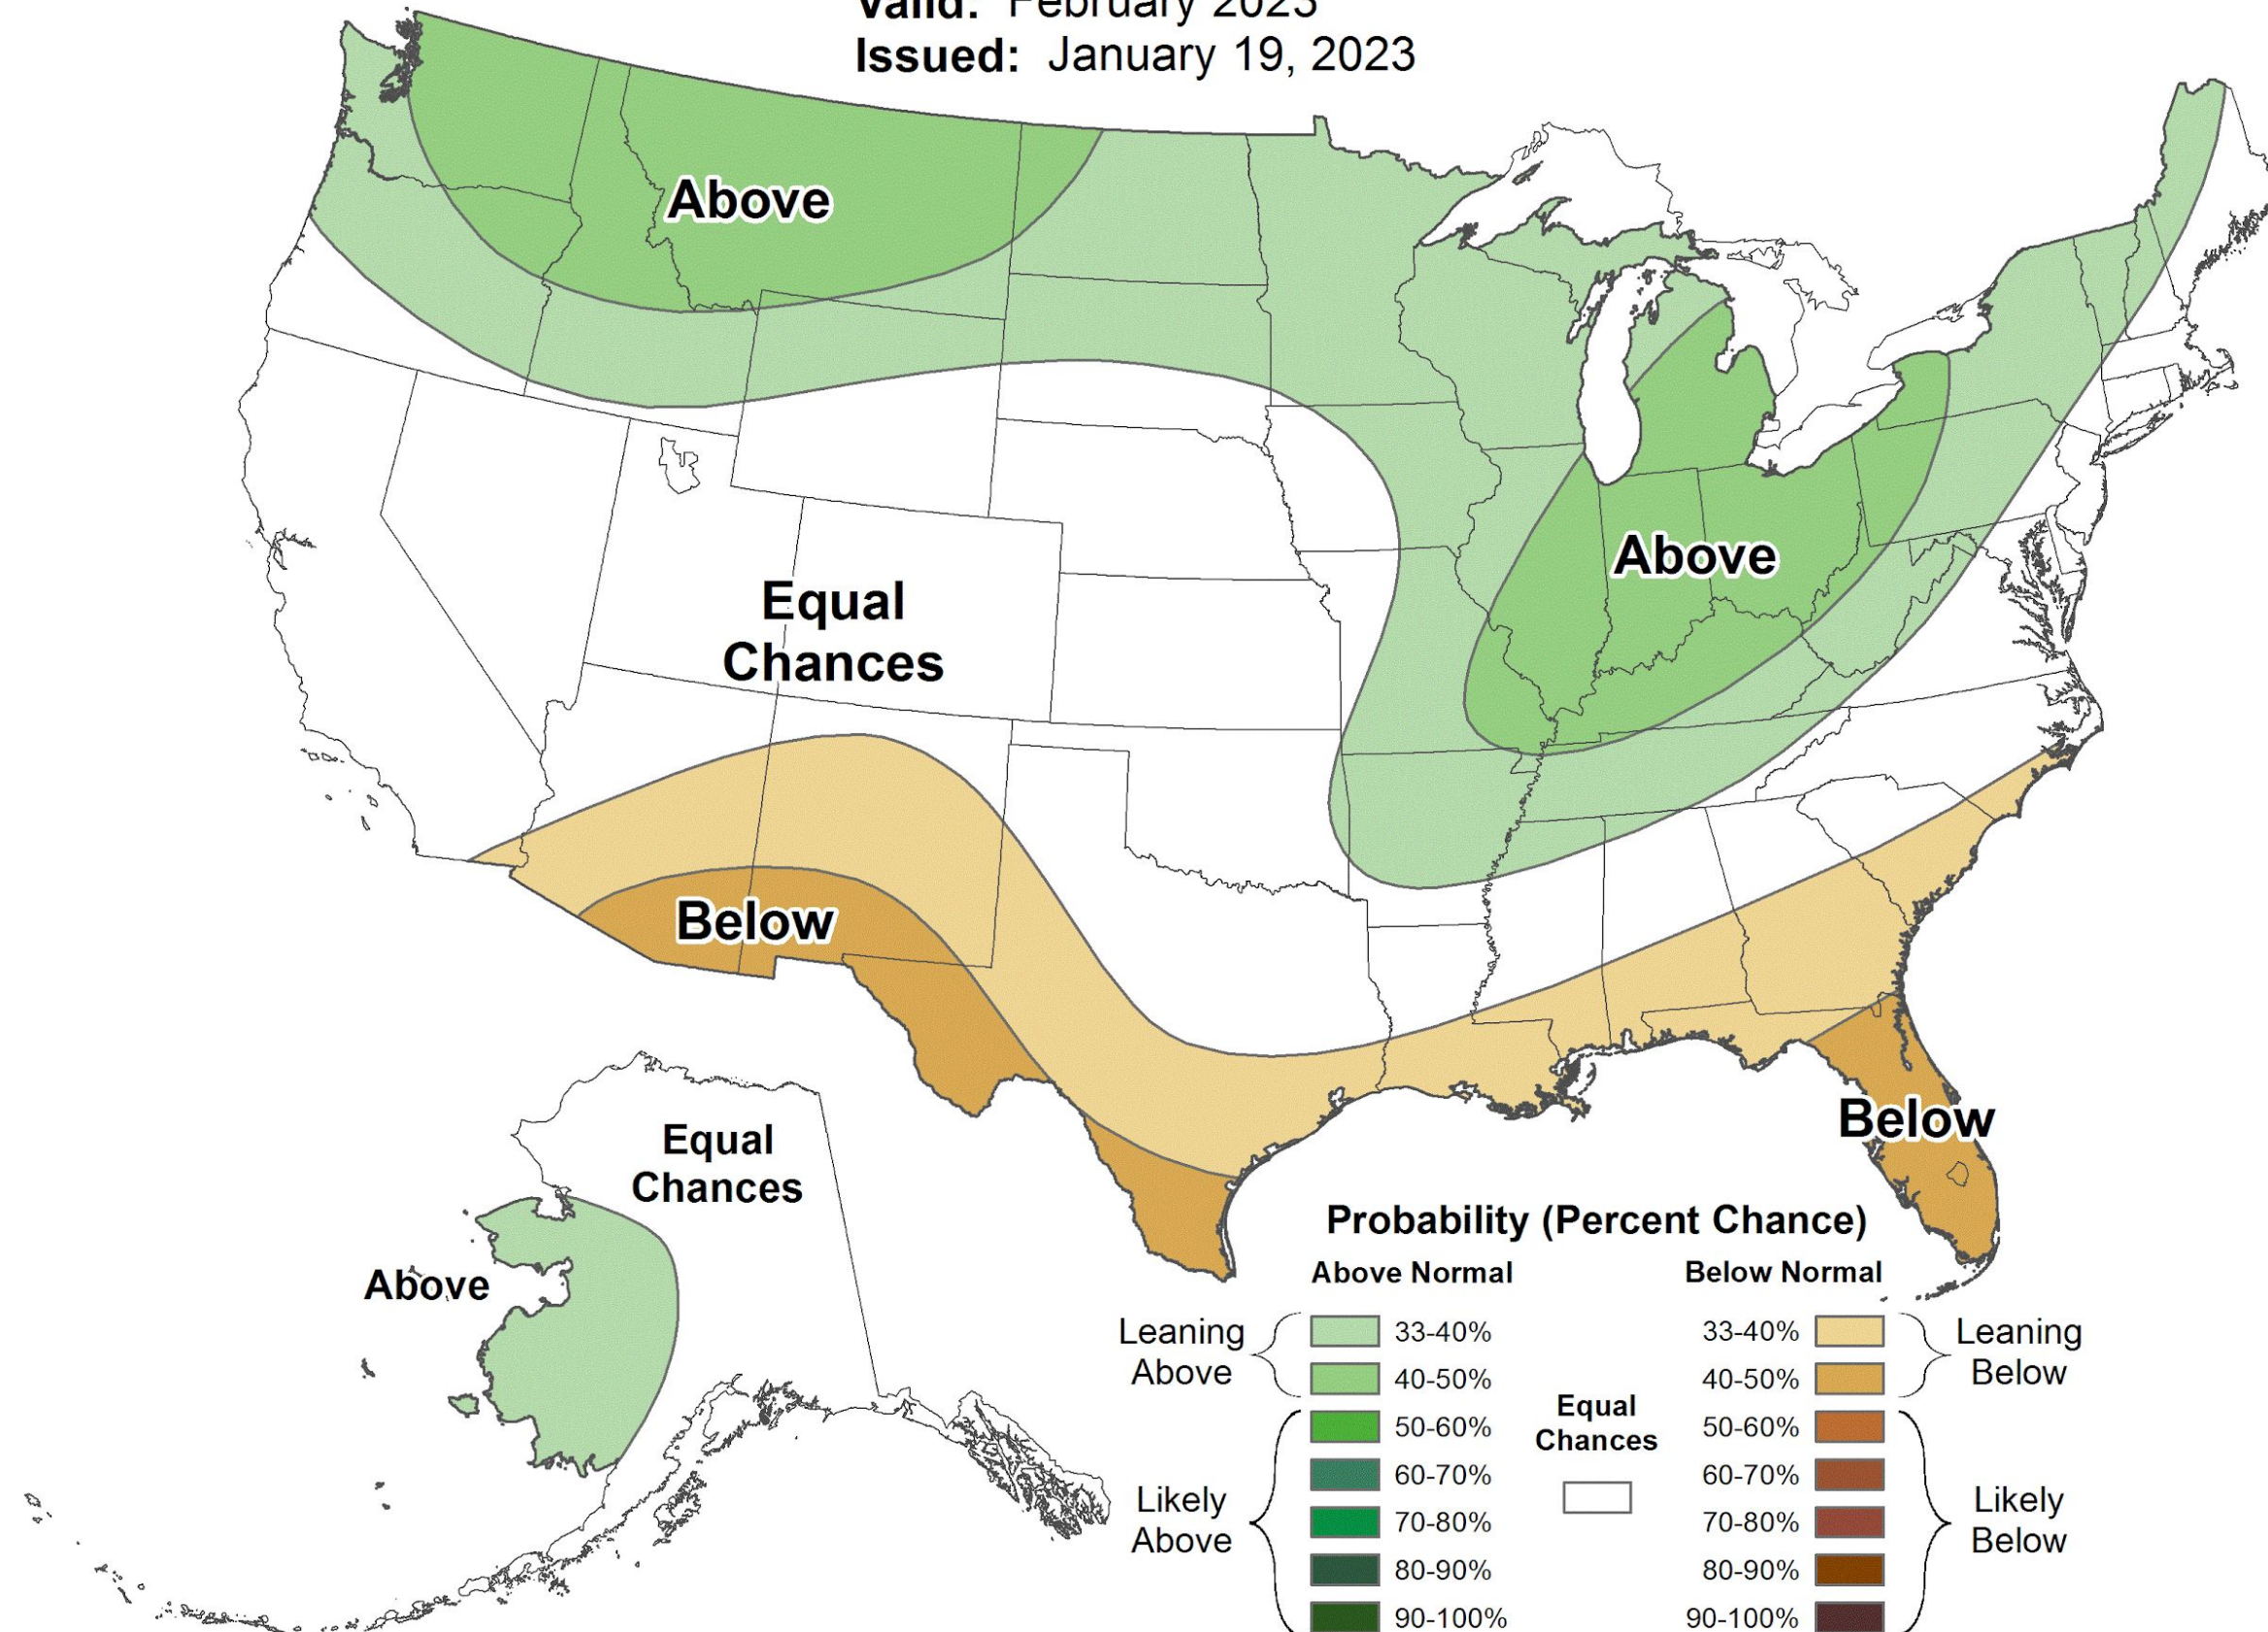 Valid: February 2023
Issued: January 19, 2023
Above
Above
Equal
Chances
Below
Below
Equal
Chances
Above
Probability (Percent Chance)
Above Normal
Below Normal
Leaning
Above
33-40%
40-50%
Likely
Above
50-60%
60-70%
70-80%
80-90%
90-100%
Equal
Chances
33-40%
40-50%
Leaning
Below
50-60%
60-70%
70-80%
80-90%
90-100%
Likely
Below